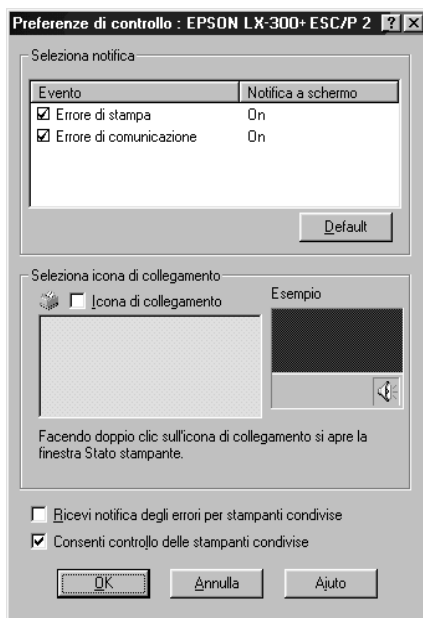 Preferenze di controllo : EPSON LX-300+ ESC/P 2
Seleziona notifica
Evento Notifica a schermo
Errore di stampa On
Errore di comunicazione On
Default
Seleziona icona di collegamento
Icona di collegamento Esempio
Facendo doppio clic sull'icona di collegamento si apre la
finestra Stato stampante.
Ricevi notifica degli errori per stampanti condivise
Consenti controllo delle stampanti condivise
OK Annulla Aiuto